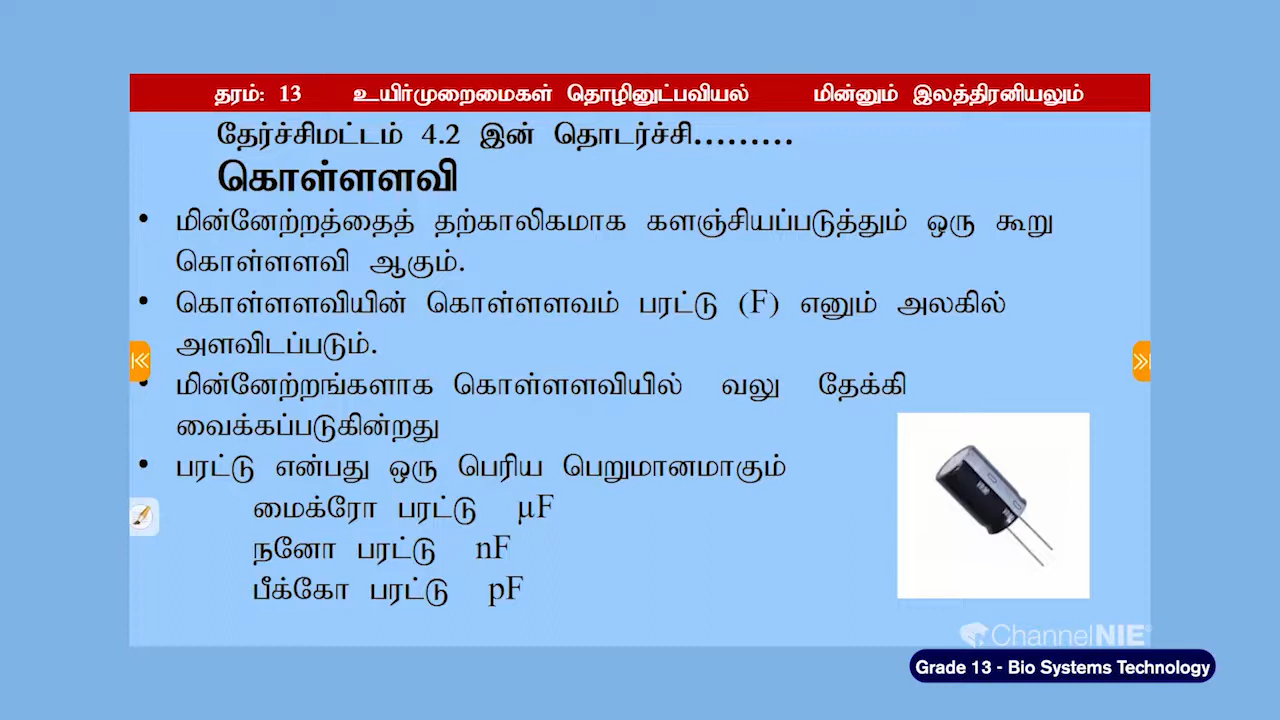 தரம்: 13 உயிர்முறைமைகள் தொழினுட்பவியல் மின்னும் இலத்திரனியலும்
தேர்ச்சிமட்டம் 4.2 இன் தொடர்ச்சி.........
கொள்ளளவி
• மின்னேற்றத்தைத் தற்காலிகமாக களஞ்சியப்படுத்தும் ஒரு கூறு
கொள்ளளவி ஆகும்.
• கொள்ளளவியின் கொள்ளளவம் பரட்டு (F) எனும் அலகில்
அளவிடப்படும்.
• மின்னேற்றங்களாக கொள்ளளவியில் வலு தேக்கி
வைக்கப்படுகின்றது
• பரட்டு என்பது ஒரு பெரிய பெறுமானமாகும்
மைக்ரோ பரட்டு µF
நனோ பரட்டு nF
பீக்கோ பரட்டு pF
ChannelNIE
Grade 13 - Bio Systems Technology